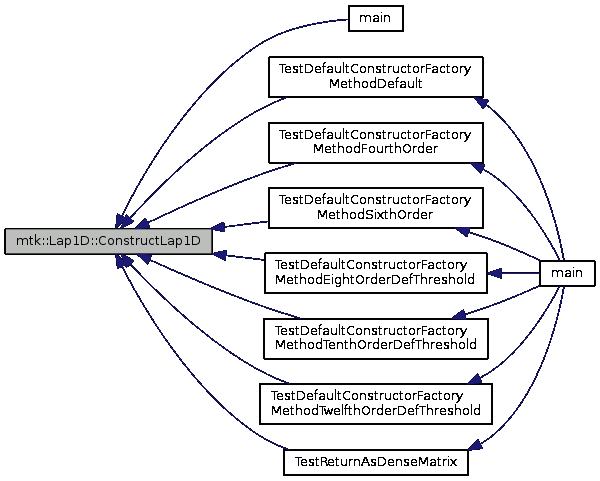 main
TestDefaultConstructorFactory
MethodDefault
TestDefaultConstructorFactory
MethodFourthOrder
TestDefaultConstructorFactory
MethodSixthOrder
mtk::Lap1D::ConstructLap1D
TestDefaultConstructorFactory
MethodEightOrderDefThreshold
main
TestDefaultConstructorFactory
MethodTenthOrderDefThreshold
TestDefaultConstructorFactory
MethodTwelfthOrderDefThreshold
TestReturnAsDenseMatrix